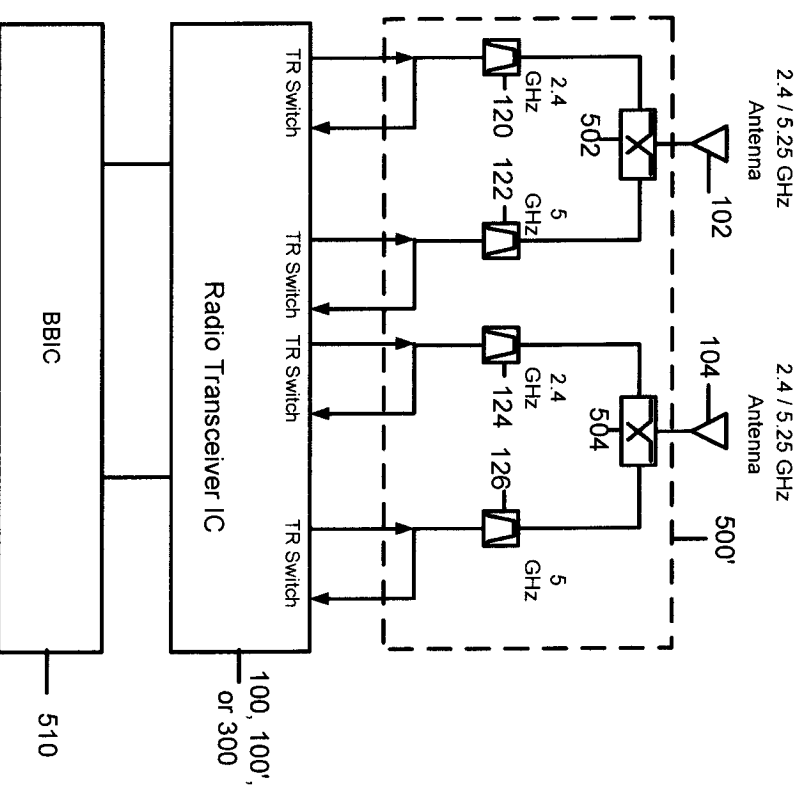 2.4 / 5.25 GHz
Antenna
102
2.4 / 5.25 GHz
Antenna
104
500'
502
504
2.4
GHz
120
5
GHz
122
2.4
GHz
124
5
GHz
126
TR Switch
TR Switch
TR Switch
TR Switch
Radio Transceiver IC
100, 100',
or 300
BBIC
510